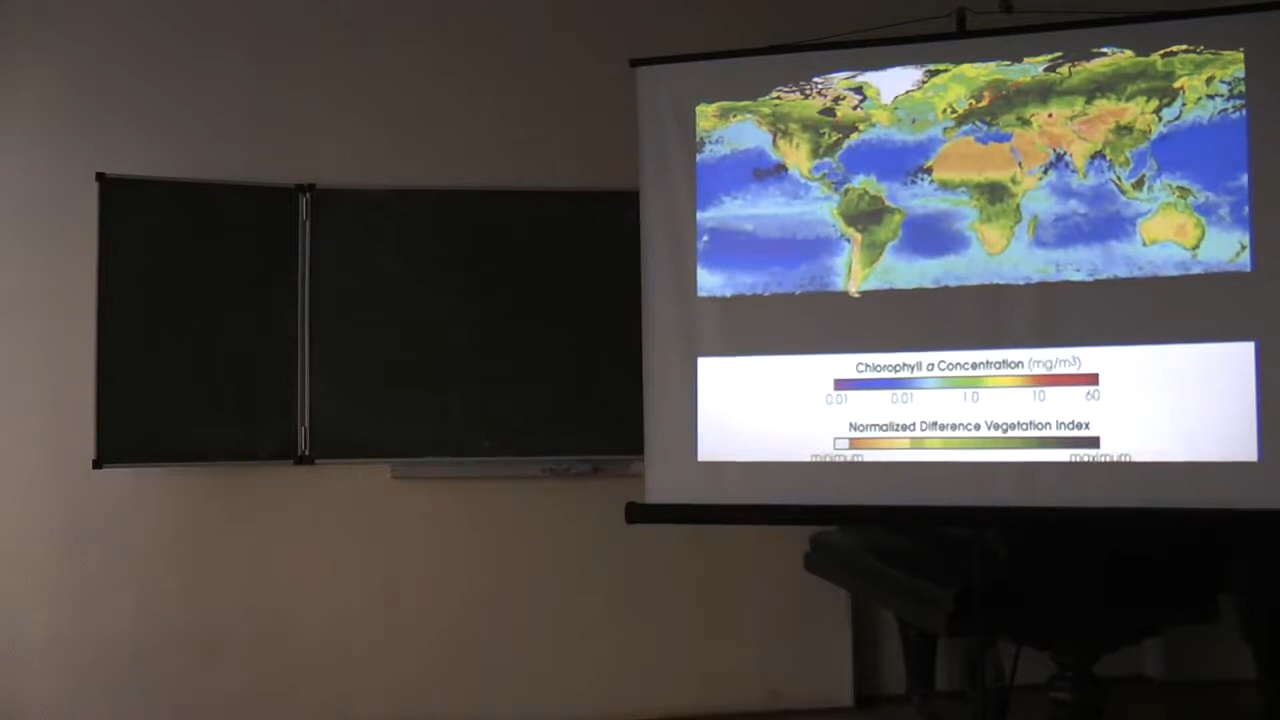 Chlorophyll a Concentration (mg/m³)
0.01 0.01 1 0 10 60
Normalized Difference Vegetation Index
minimum maximum